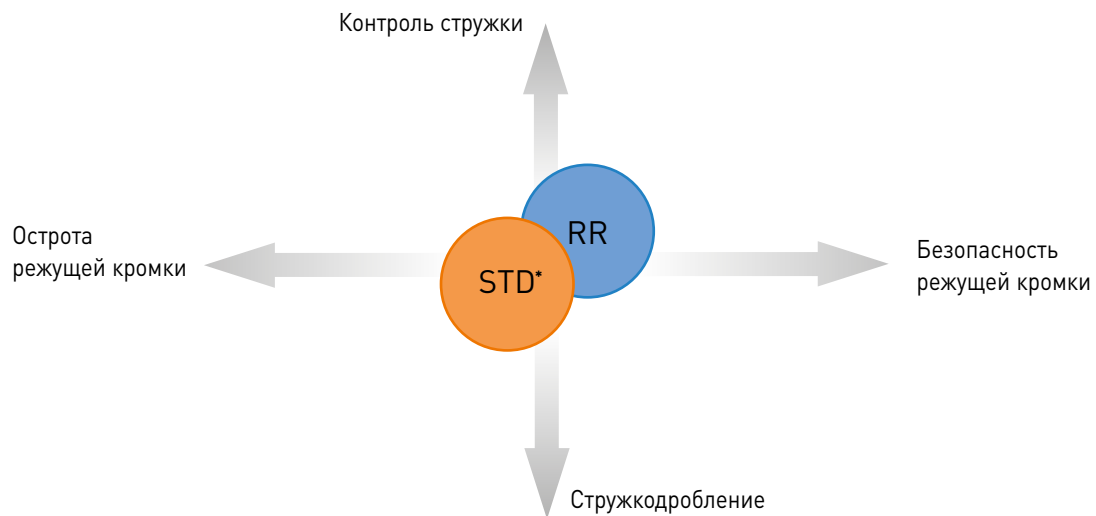 Контроль стружки
RR
Острота
режущей кромки
Безопасность
режущей кромки
STD*
Стружкодробление